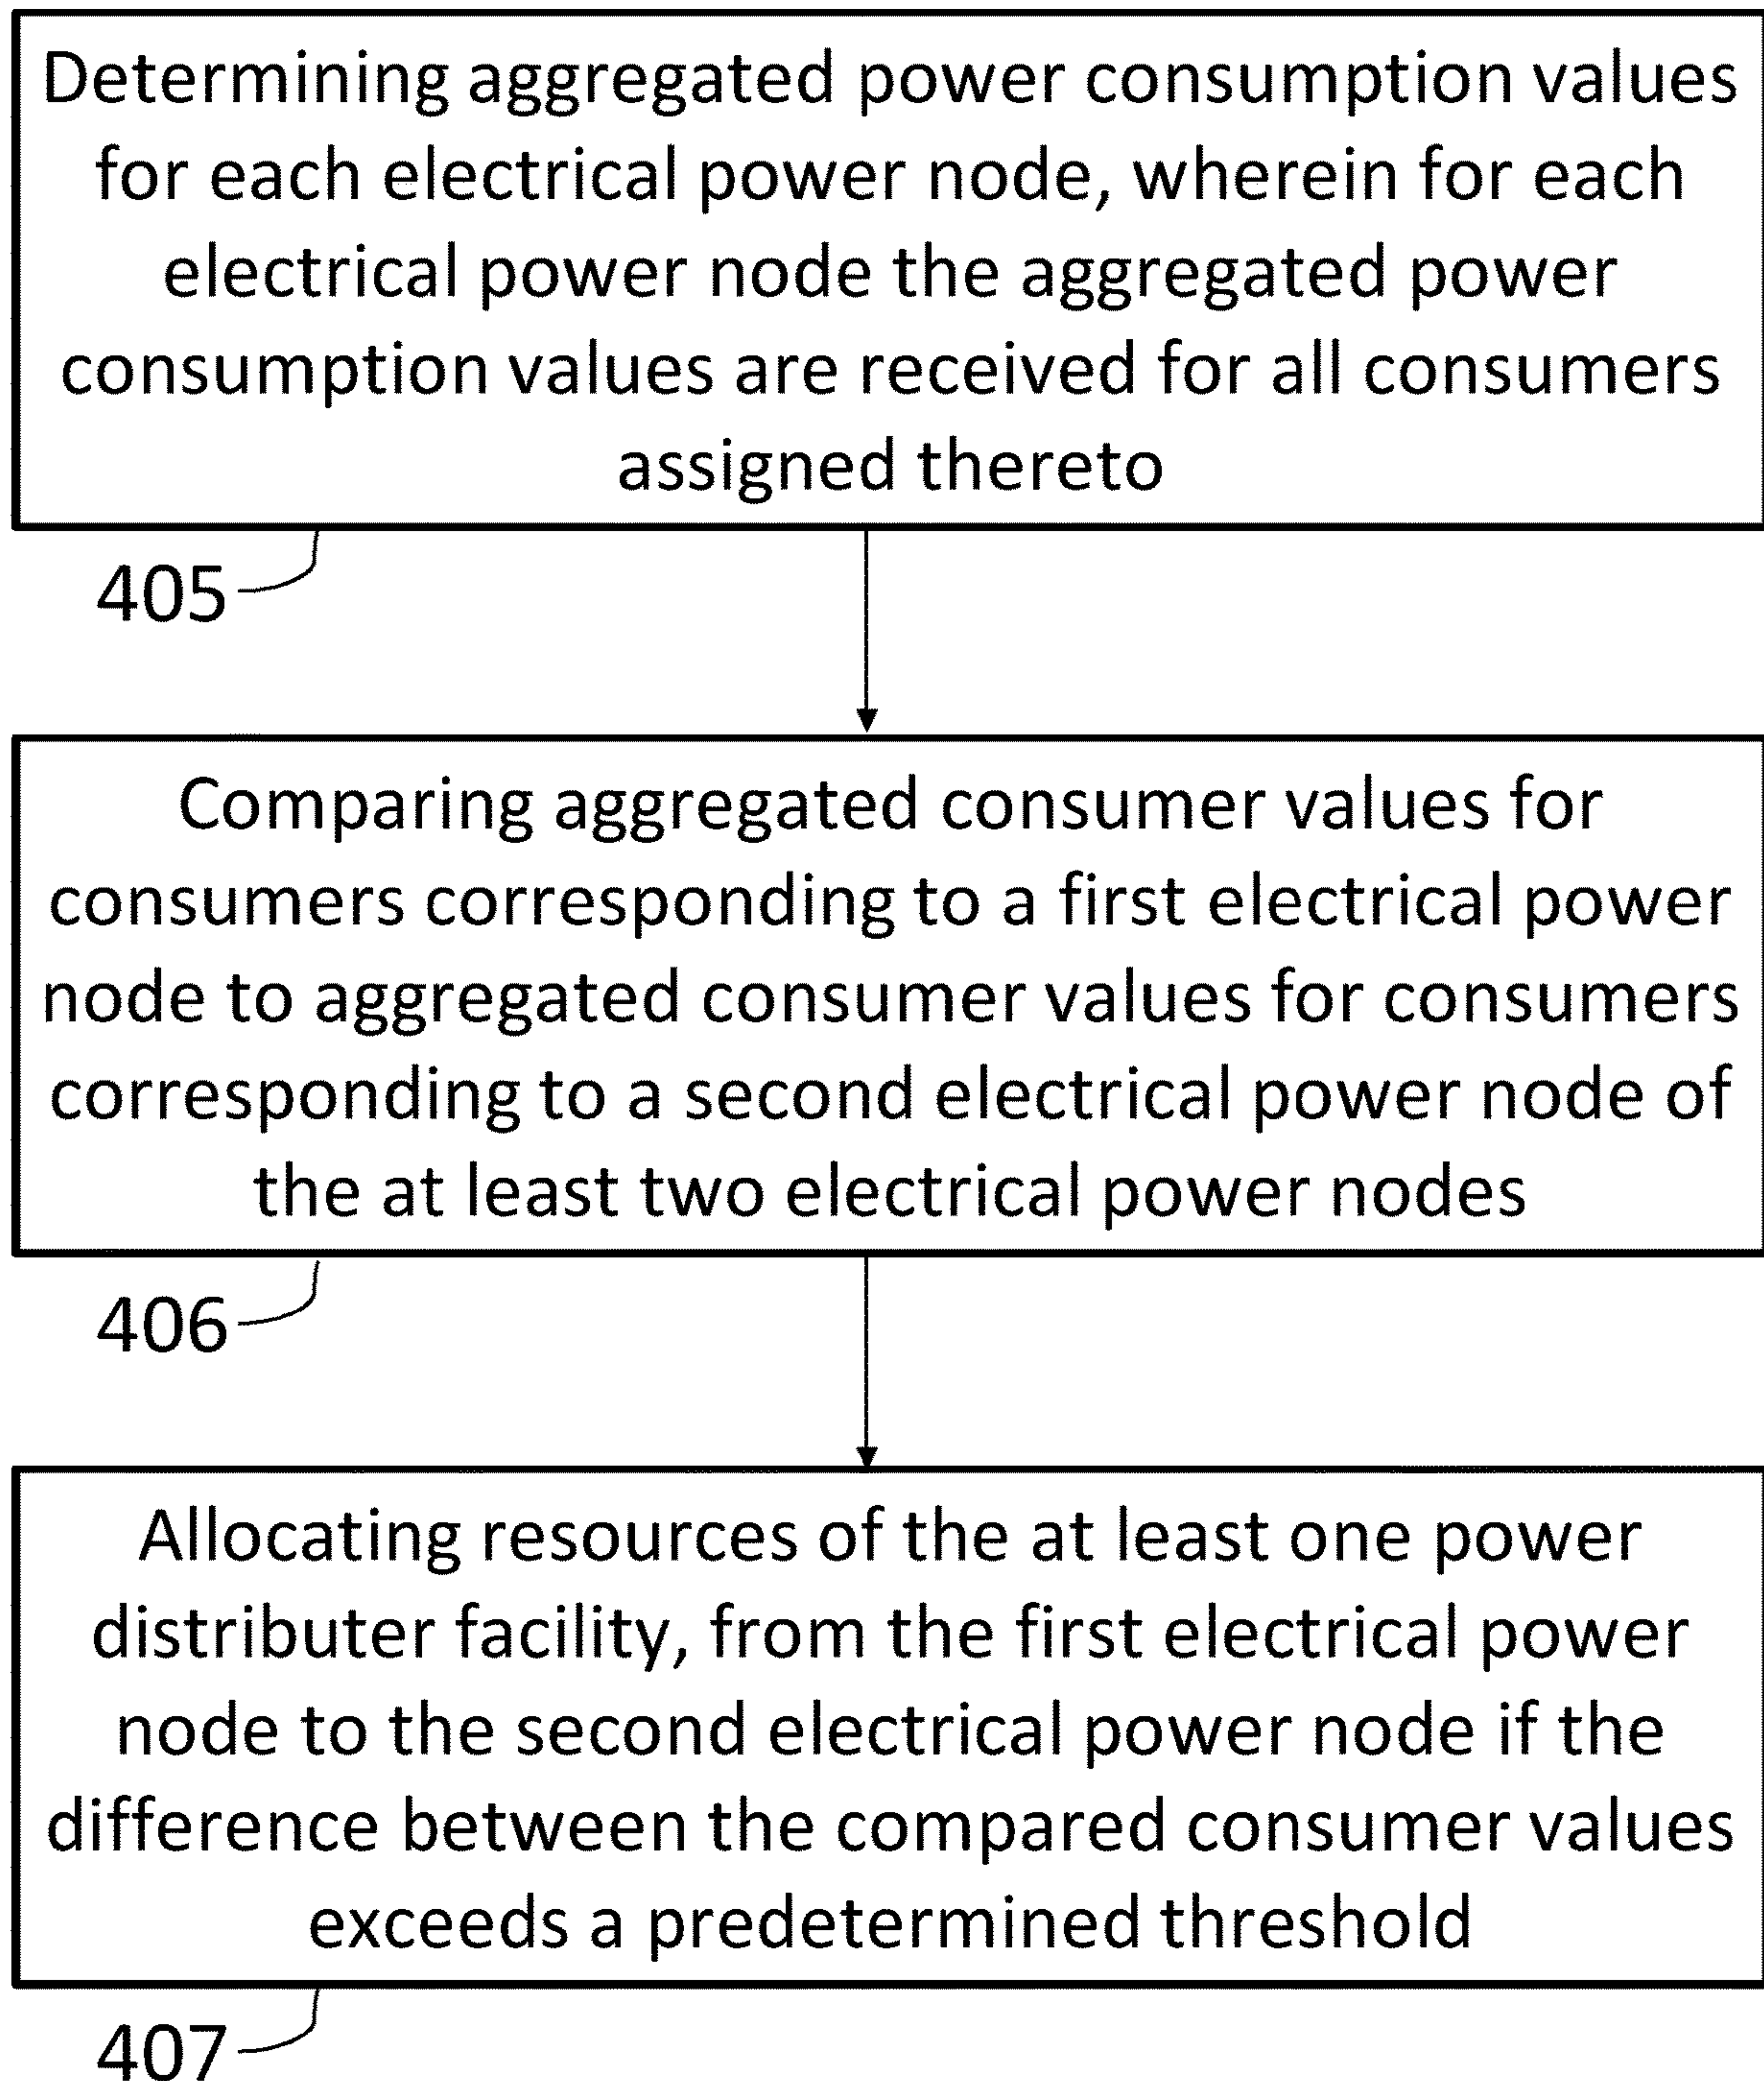 Determining aggregated power consumption values
for each electrical power node, wherein for each
electrical power node the aggregated power
consumption values are received for all consumers
assigned thereto
405
Comparing aggregated consumer values for
consumers corresponding to a first electrical power
node to aggregated consumer values for consumers
corresponding to a second electrical power node of
the at least two electrical power nodes
406
Allocating resources of the at least one power
distributer facility, from the first electrical power
node to the second electrical power node if the
difference between the compared consumer values
exceeds a predetermined threshold
407